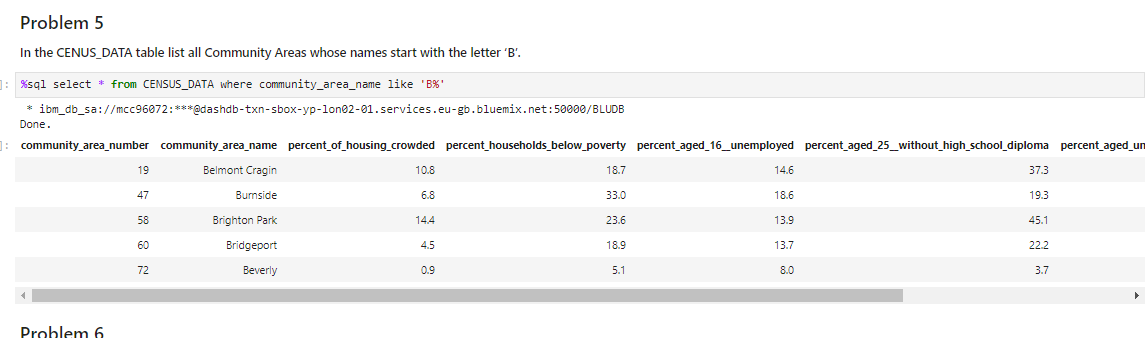 Problem 5
In the CENUS_DATA table list all Community Areas whose names start with the letter ‘B’.
]: %sql select * from CENSUS_DATA where community_area_name like 'B%'
* ibm_db_sa://mcc96072:***@dashdb-txn-sbox-yp-lon02-01.services.eu-gb.bluemix.net:50000/BLUDB
Done.
]: community_area_number community_area_name percent_of_housing_crowded percent_households_below_poverty percent_aged_16__unemployed percent_aged_25__without_high_school_diploma percent_aged_un
19 Belmont Cragin 10.8 18.7 14.6 37.3
47 Burnside 6.8 33.0 18.6 19.3
58 Brighton Park 14.4 23.6 13.9 45.1
60 Bridgeport 4.5 18.9 13.7 22.2
72 Beverly 0.9 5.1 8.0 3.7
Problem 6